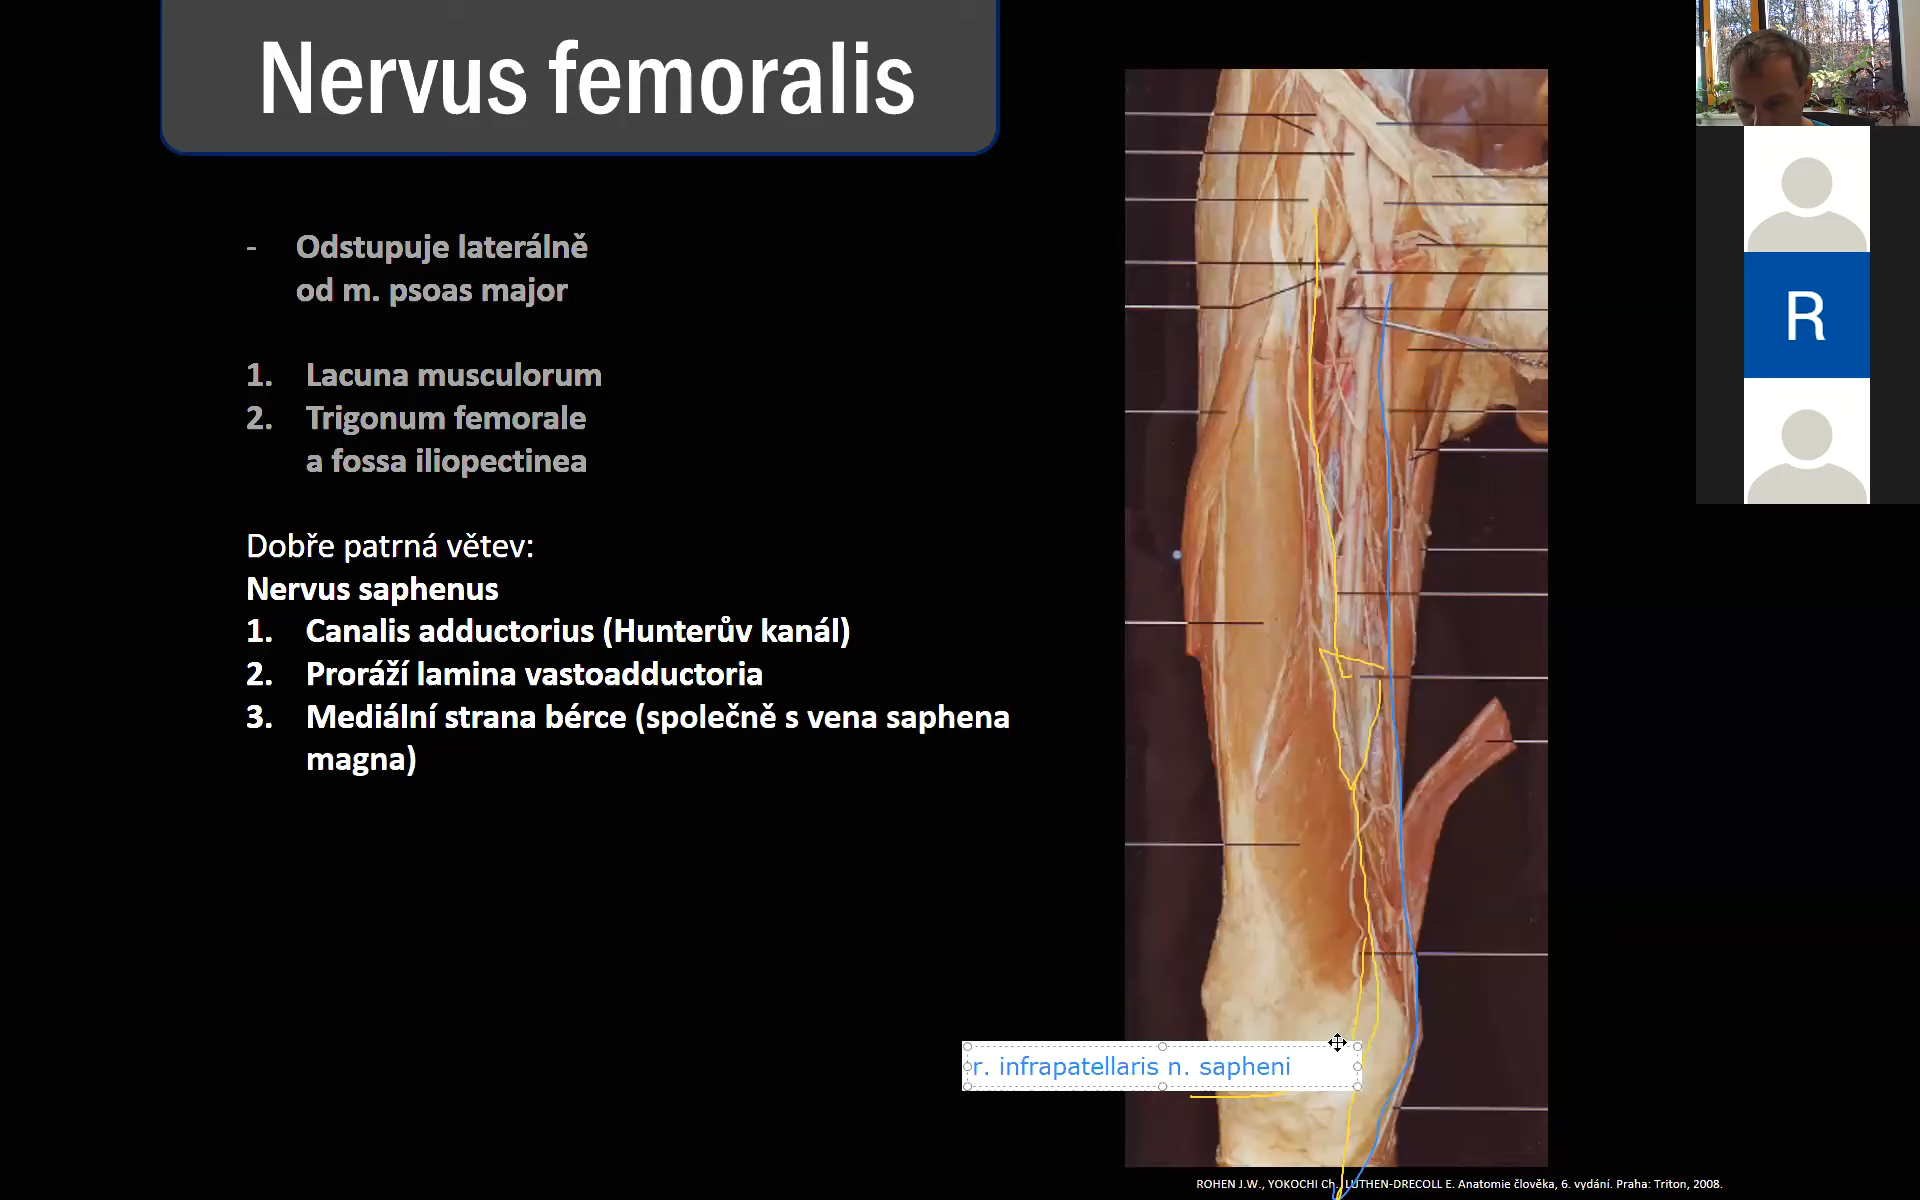 Nervus femoralis
- Odstupuje laterálně
od m. psoas major
1. Lacuna musculorum
2. Trigonum femorale
a fossa iliopectinea
Dobře patrná větev:
Nervus saphenus
1. Canalis adductorius (Hunterův kanál)
2. Proráží lamina vastoadductoria
3. Mediální strana bérce (společně s vena saphena
magna)
R
r. infrapatellaris n. sapheni
ROHEN J.W., YOKOCHI Ch., LUTHEN-DRECOLL E. Anatomie člověka, 6. vydání. Praha: Triton, 2008.